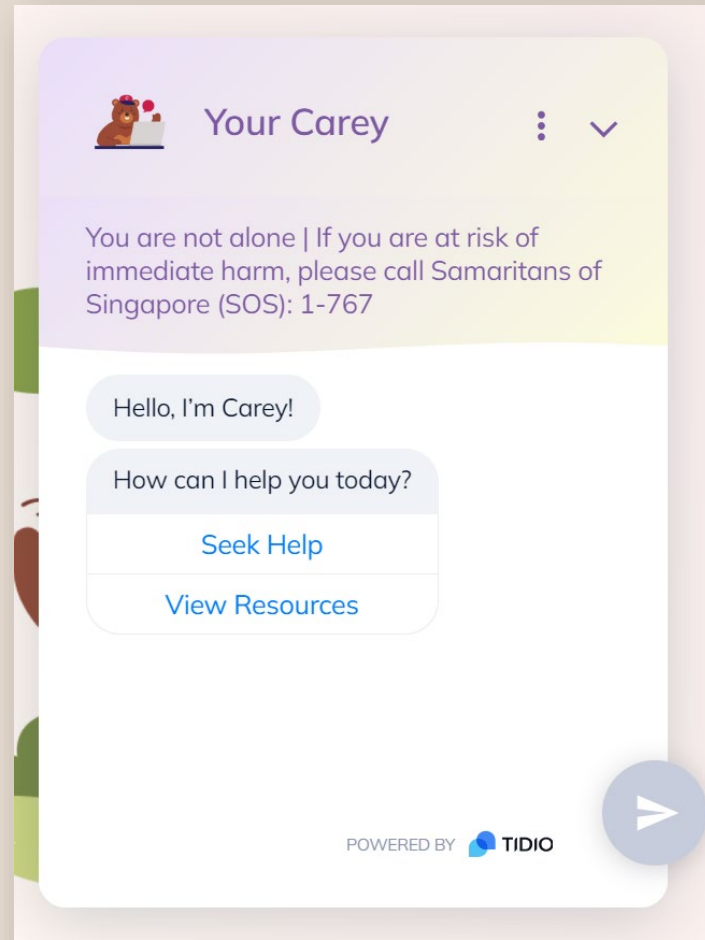 Your Carey
You are not alone | If you are at risk of
immediate harm, please call Samaritans of
Singapore (SOS): 1-767
Hello, I'm Carey!
How can I help you today?
Seek Help
View Resources
POWERED BY TIDIO